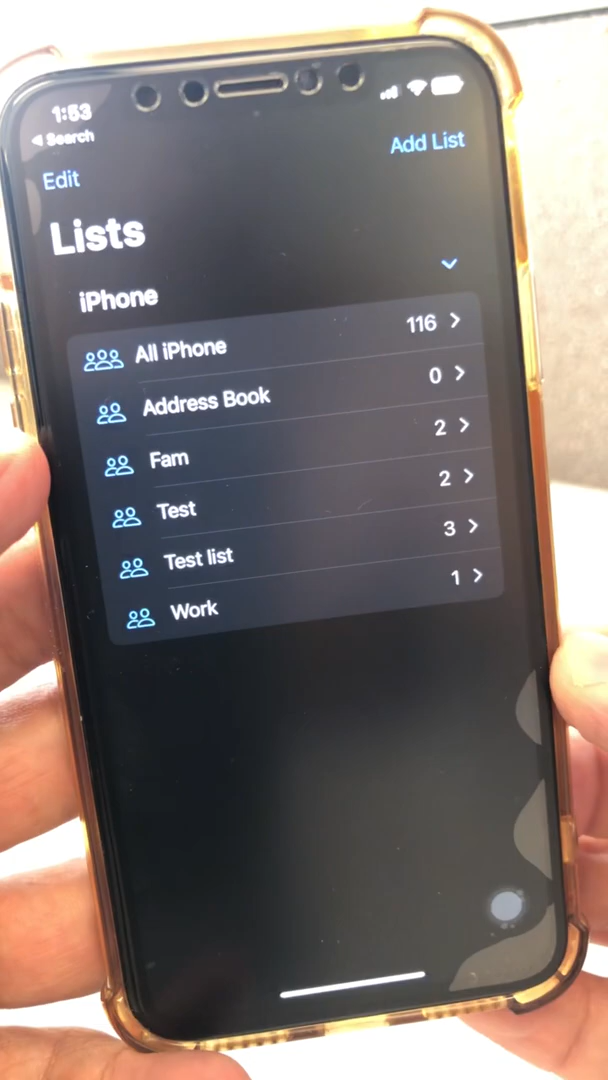 1:53
Search
Edit
Add List
Lists
iPhone
All iPhone 116
Address Book 0
Fam 2
Test 2
Test list 3
Work 1